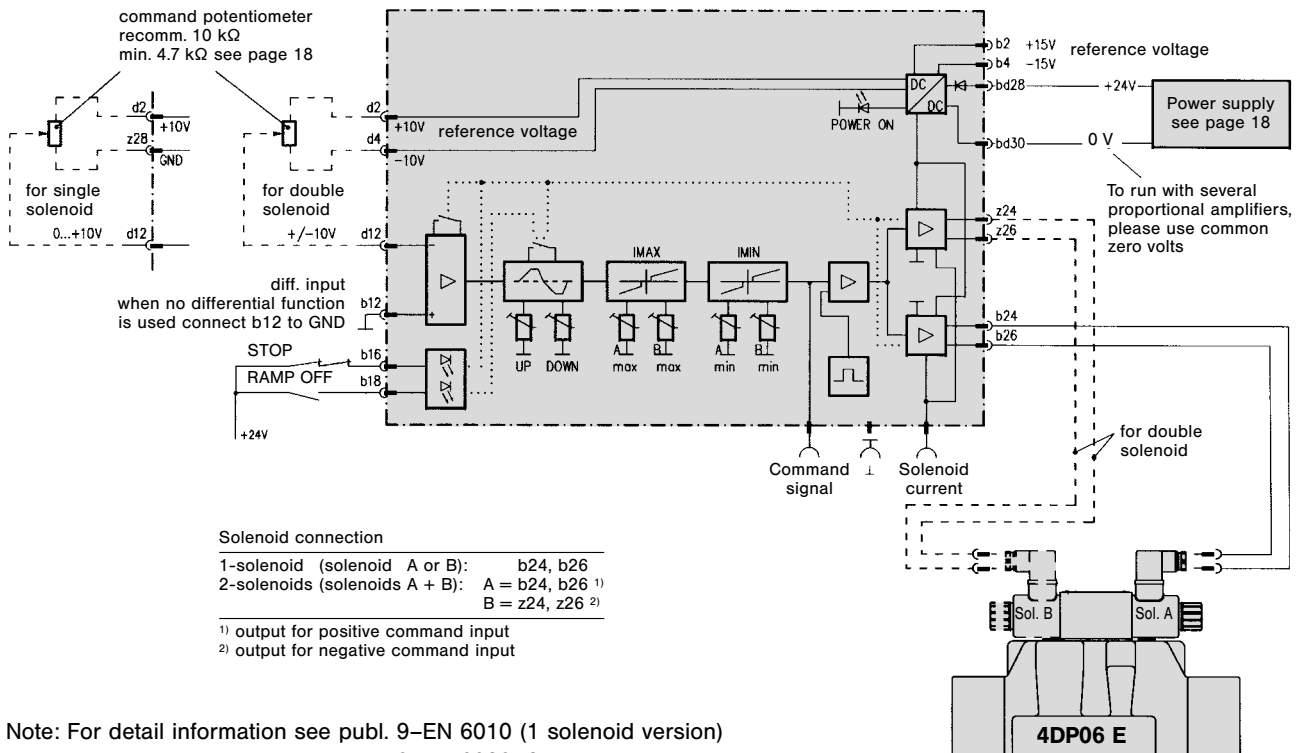 command potentiometer
recomm. 10 kΩ
min. 4.7 kΩ see page 18
d2
+10V
z28
GND
for single
solenoid
0...+10V
d12
d2
+10V
reference voltage
d4
-10V
for double
solenoid
+/-10V
d12
diff. input
when no differential function
is used connect b12 to GND
b12
+
STOP
b16
RAMP OFF
b18
+24V
UP
DOWN
IMAX
A
max
B
max
IMIN
A
min
B
min
POWER ON
DC
DC
b2 +15V
reference voltage
b4 -15V
bd28
+24V
bd30
0 V
Power supply
see page 18
To run with several
proportional amplifiers,
please use common
zero volts
z24
z26
b24
b26
for double
solenoid
Command
signal
Solenoid
current
Solenoid connection
1-solenoid (solenoid A or B): b24, b26
2-solenoids (solenoids A + B): A = b24, b26 1)
B = z24, z26 2)
1) output for positive command input
2) output for negative command input
Sol. B
Sol. A
4DP06 E
Note: For detail information see publ. 9–EN 6010 (1 solenoid version)